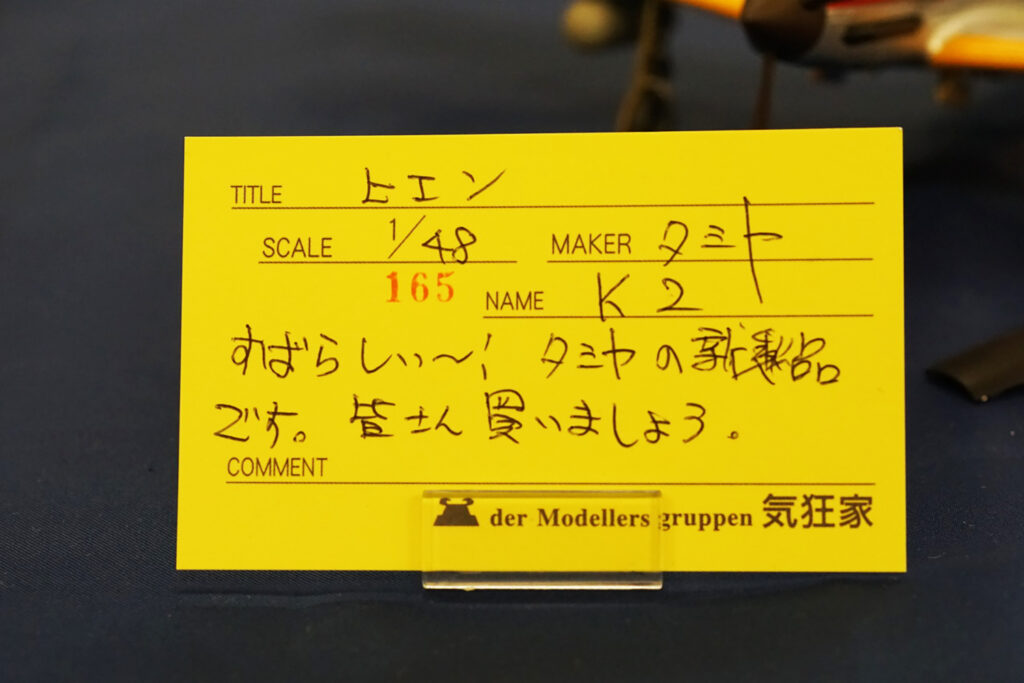 TITLE ヒエン
SCALE 1/48 MAKER タミヤ
165 NAME K2
すばらしぃ〜! タミヤの新製品
です。皆さん買いましょう。
COMMENT
der Modellers gruppen 気狂家